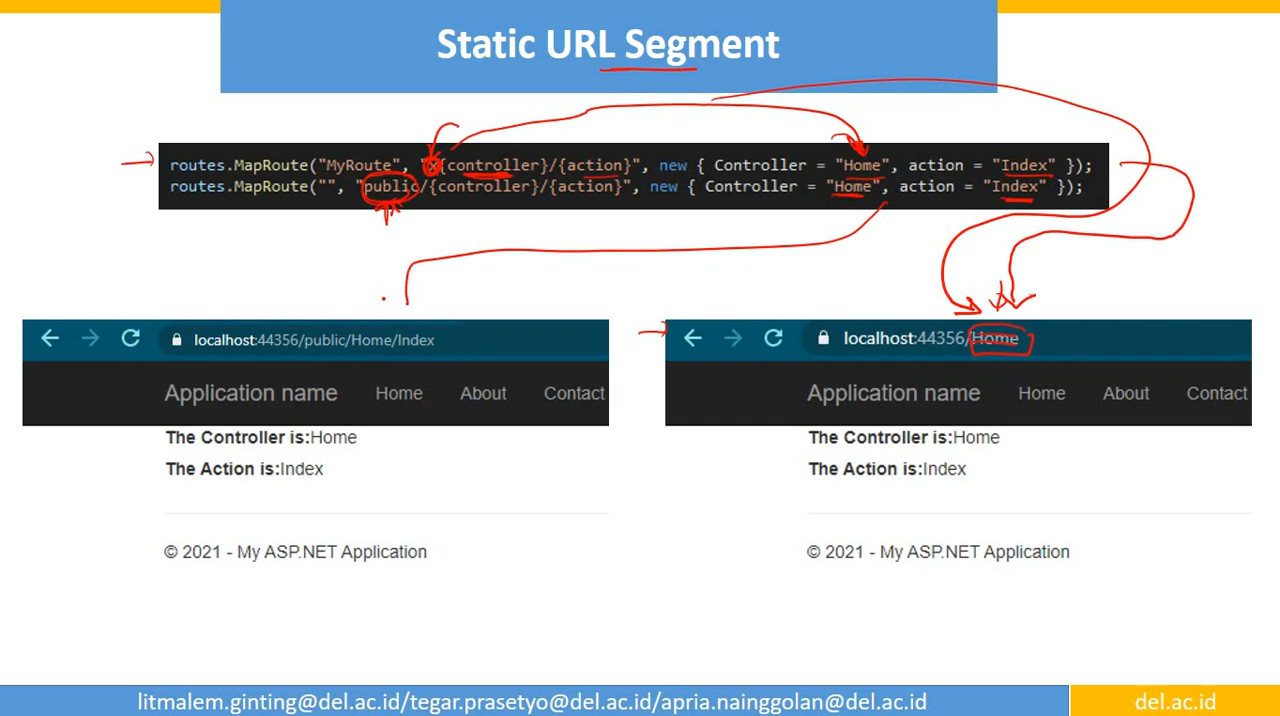 Static URL Segment
routes.MapRoute("MyRoute", "{controller}/{action}", new { Controller = "Home", action = "Index" });
routes.MapRoute("", "public/{controller}/{action}", new { Controller = "Home", action = "Index" });
localhost:44356/public/Home/Index
Application name Home About Contact
The Controller is:Home
The Action is:Index
© 2021 - My ASP.NET Application
localhost:44356/Home
Application name Home About Contact
The Controller is:Home
The Action is:Index
© 2021 - My ASP.NET Application
litmalem.ginting@del.ac.id/tegar.prasetyo@del.ac.id/apria.nainggolan@del.ac.id
del.ac.id